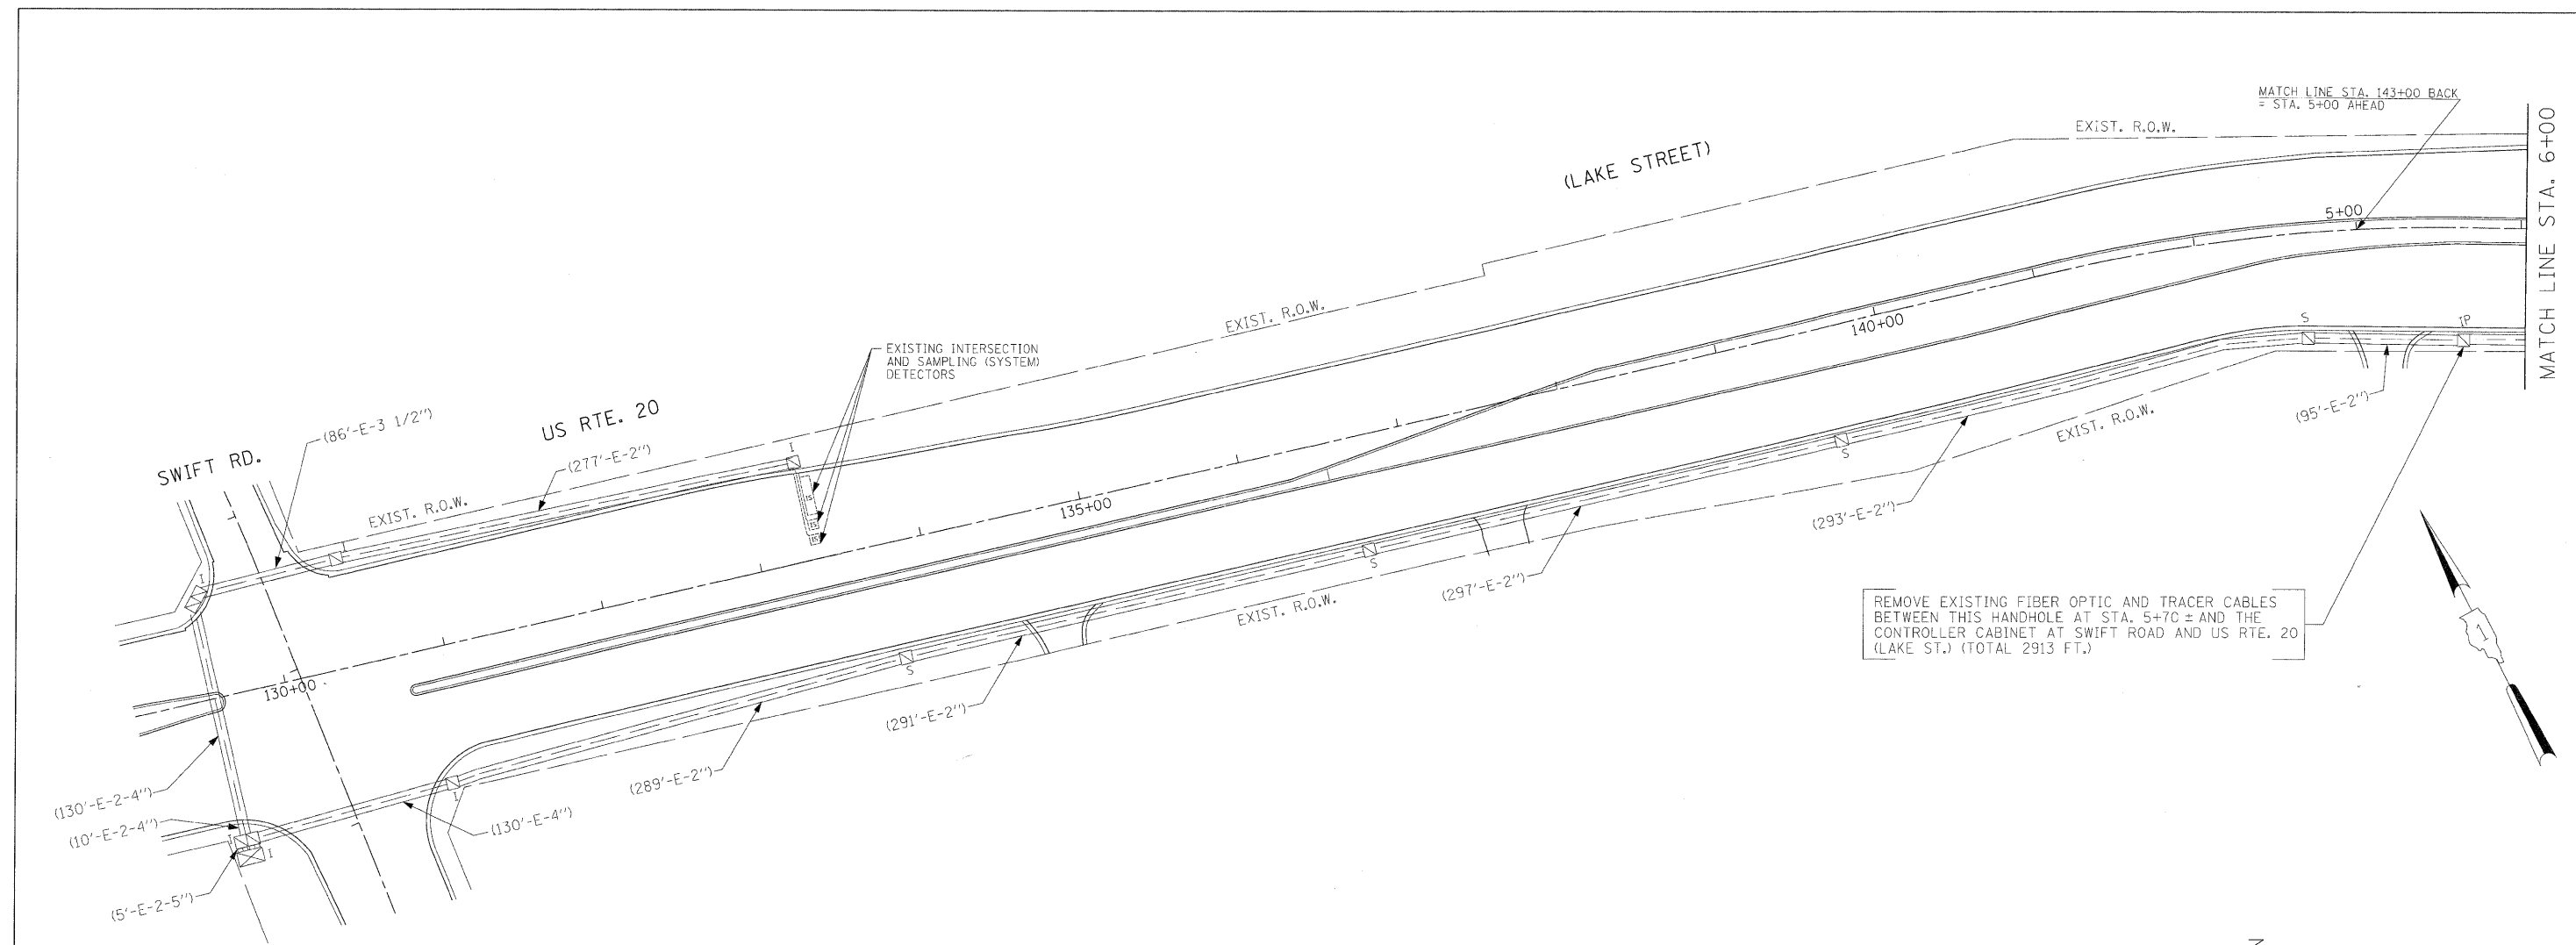 MATCH LINE STA. 143+00 BACK
= STA. 5+00 AHEAD
EXIST. R.O.W.
MATCH LINE STA. 6+00
(LAKE STREET)
5+00
EXIST. R.O.W.
140+00
S
IP
EXISTING INTERSECTION
AND SAMPLING (SYSTEM)
DETECTORS
US RTE. 20
(86'-E-3 1/2")
(277'-E-2")
I
SWIFT RD.
EXIST. R.O.W.
135+00
(95'-E-2")
EXIST. R.O.W.
S
(293'-E-2")
I
I
S
(297'-E-2")
EXIST. R.O.W.
REMOVE EXISTING FIBER OPTIC AND TRACER CABLES
BETWEEN THIS HANDHOLE AT STA. 5+70 ± AND THE
CONTROLLER CABINET AT SWIFT ROAD AND US RTE. 20
(LAKE ST.) (TOTAL 2913 FT.)
1
130+00
S
(291'-E-2")
(289'-E-2")
I
(130'-E-2-4")
(10'-E-2-4")
(130'-E-4")
I
I
(5'-E-2-5")
N